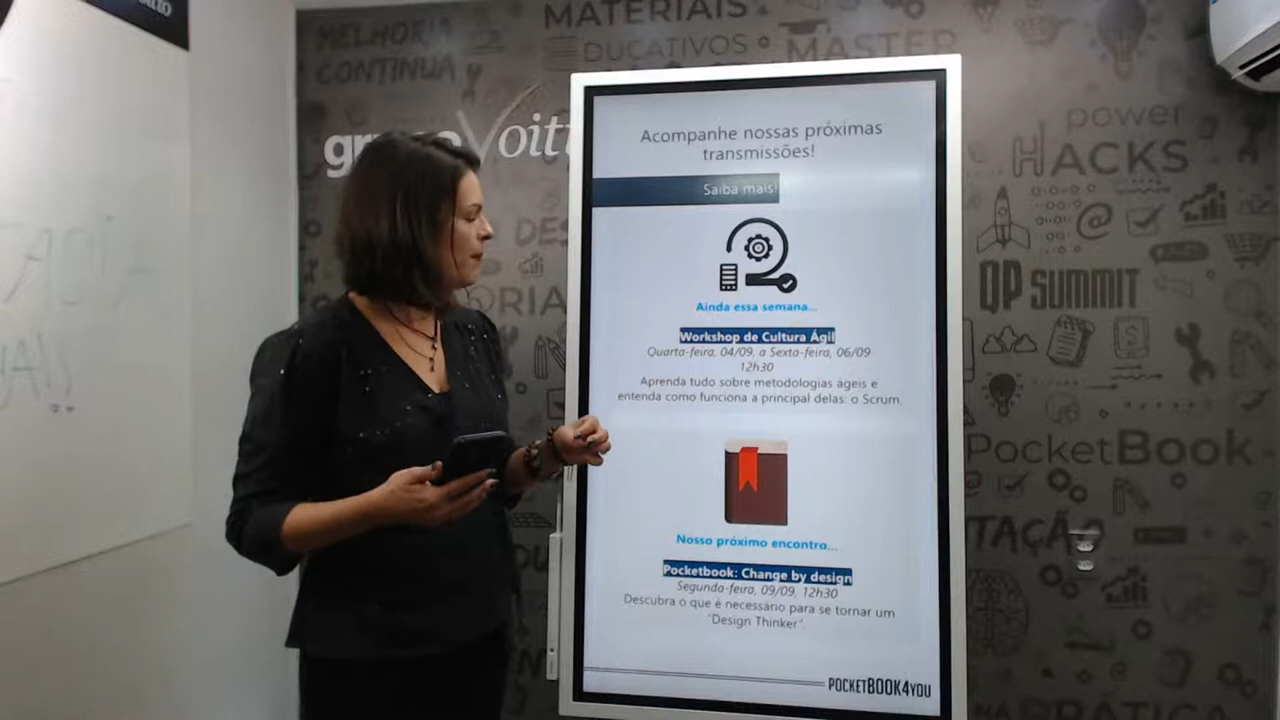 MELHORIA
CONTINUA
MATERIAIS
DUCATIVOS
MASTER
Voitt
power
HACKS
QP SUMMIT
PocketBook
Acompanhe nossas próximas
transmissões!
Saiba mais!
Ainda essa semana...
Workshop de Cultura Ágil
Quarta-feira, 04/09, a Sexta-feira, 06/09
12h30
Aprenda tudo sobre metodologias ágeis e
entenda como funciona a principal delas: o Scrum.
Nosso próximo encontro...
Pocketbook: Change by design
Segunda-feira, 09/09, 12h30
Descubra o que é necessário para se tornar um
"Design Thinker".
POCKETBOOK4YOU